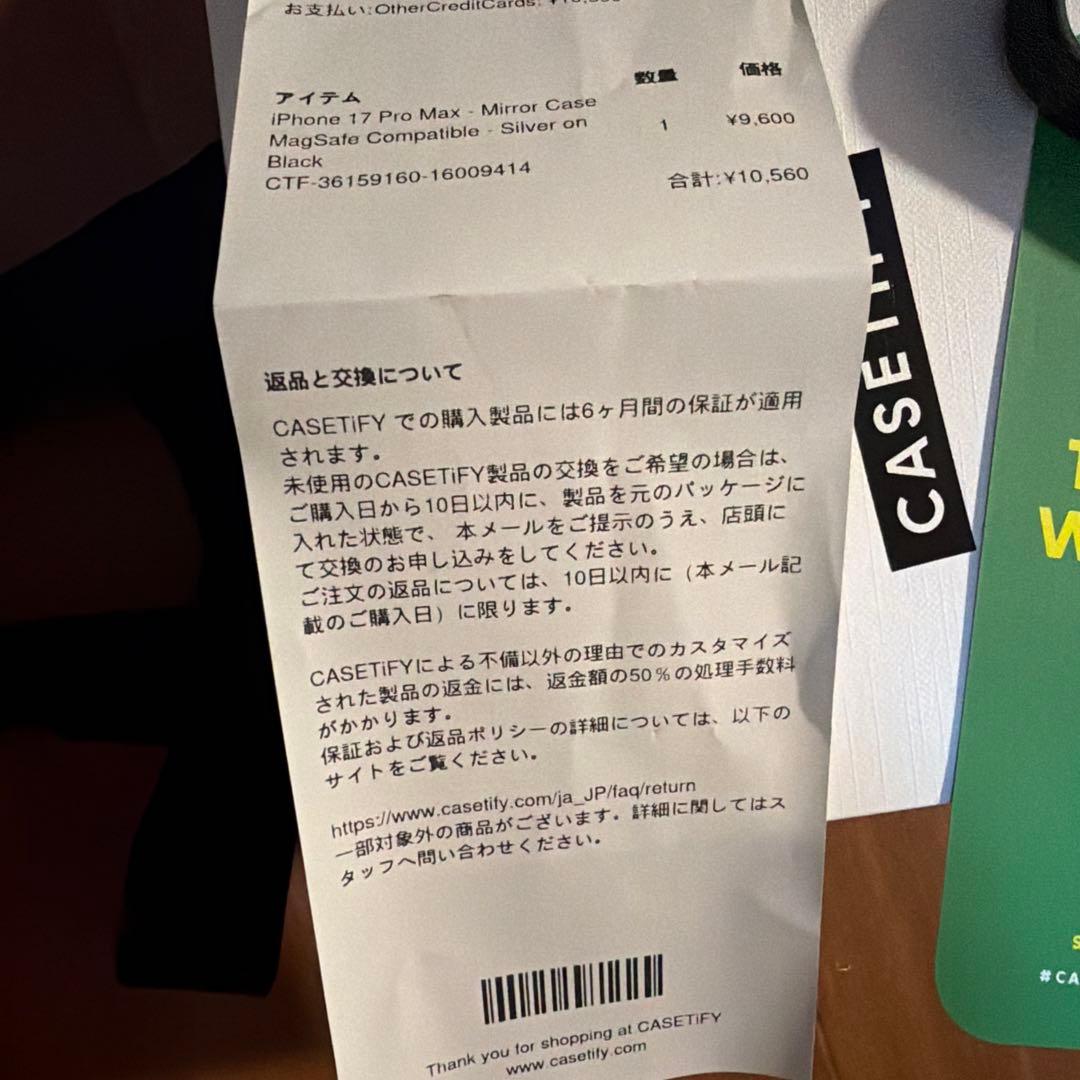 お支払い:OtherCreditCards:
数量 価格
アイテム
iPhone 17 Pro Max - Mirror Case
MagSafe Compatible - Silver on 1 ¥9,600
Black
CTF-36159160-16009414
合計:¥10,560
返品と交換について
CASETiFY での購入製品には6ヶ月間の保証が適用
されます。
未使用のCASETiFY製品の交換をご希望の場合は、
ご購入日から10日以内に、製品を元のパッケージに
入れた状態で、 本メールをご提示のうえ、店頭に
て交換のお申し込みをしてください。
ご注文の返品については、10日以内に（本メール記
載のご購入日）に限ります。
CASETiFYによる不備以外の理由でのカスタマイズ
された製品の返金には、返金額の50％の処理手数料
がかかります。
保証および返品ポリシーの詳細については、以下の
サイトをご覧ください。
https://www.casetify.com/ja_JP/faq/return
一部対象外の商品がございます。詳細に関してはス
タッフへ問い合わせください。
Thank you for shopping at CASETiFY
www.casetify.com
CASETiFY
#CA